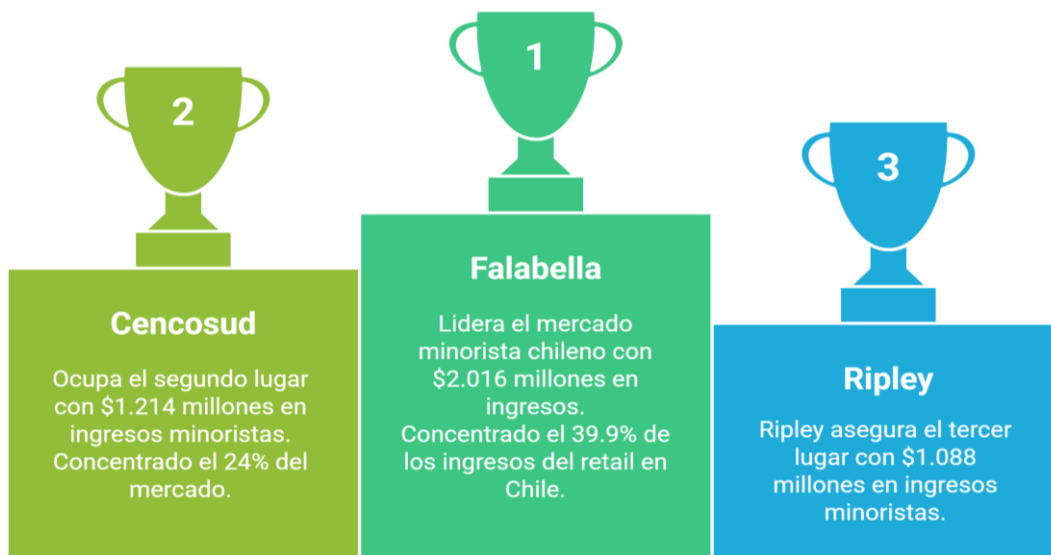 2
Cencosud
Ocupa el segundo lugar
con $1.214 millones en
ingresos minoristas.
Concentrado el 24% del
mercado.
1
Falabella
Lidera el mercado
minorista chileno con
$2.016 millones en
ingresos.
Concentrado el 39.9% de
los ingresos del retail en
Chile.
3
Ripley
Ripley asegura el tercer
lugar con $1.088
millones en ingresos
minoristas.